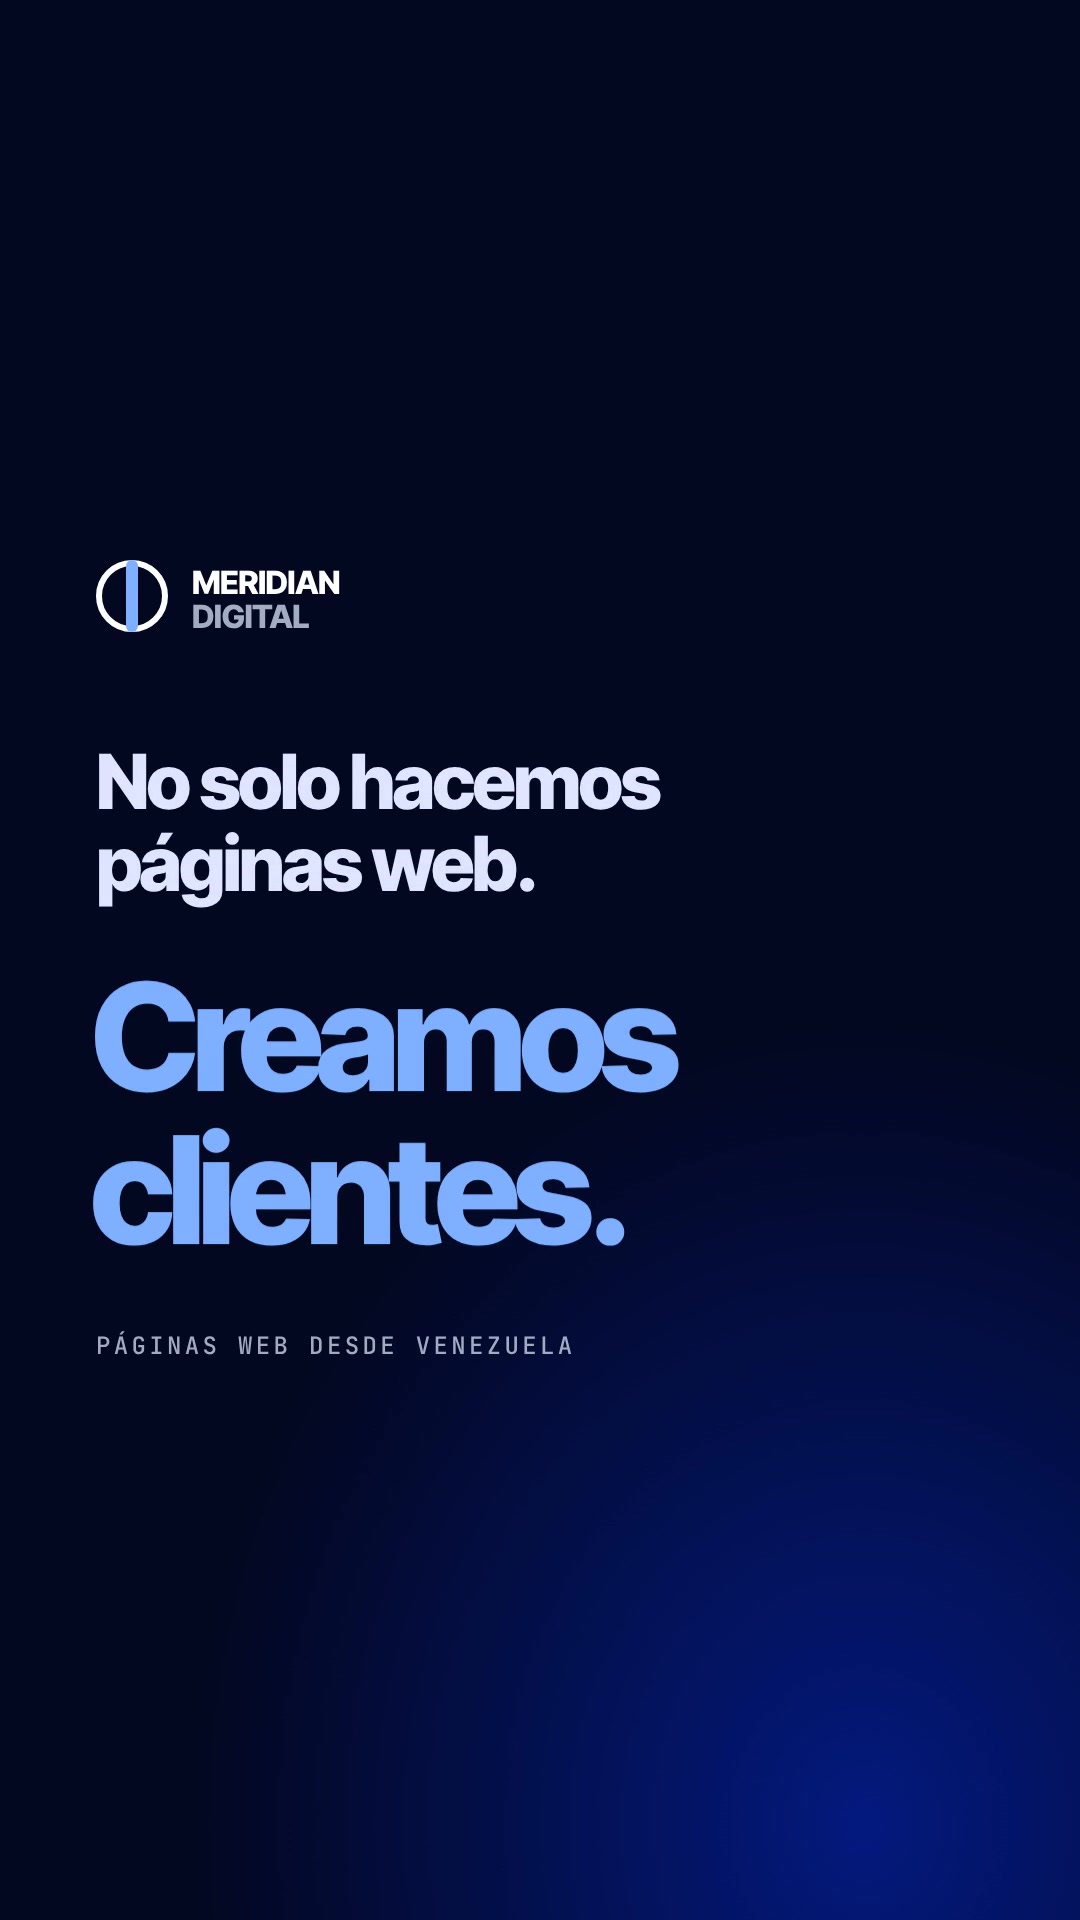 MERIDIAN
DIGITAL
No solo hacemos
páginas web.
Creamos
clientes.
PÁGINAS WEB DESDE VENEZUELA